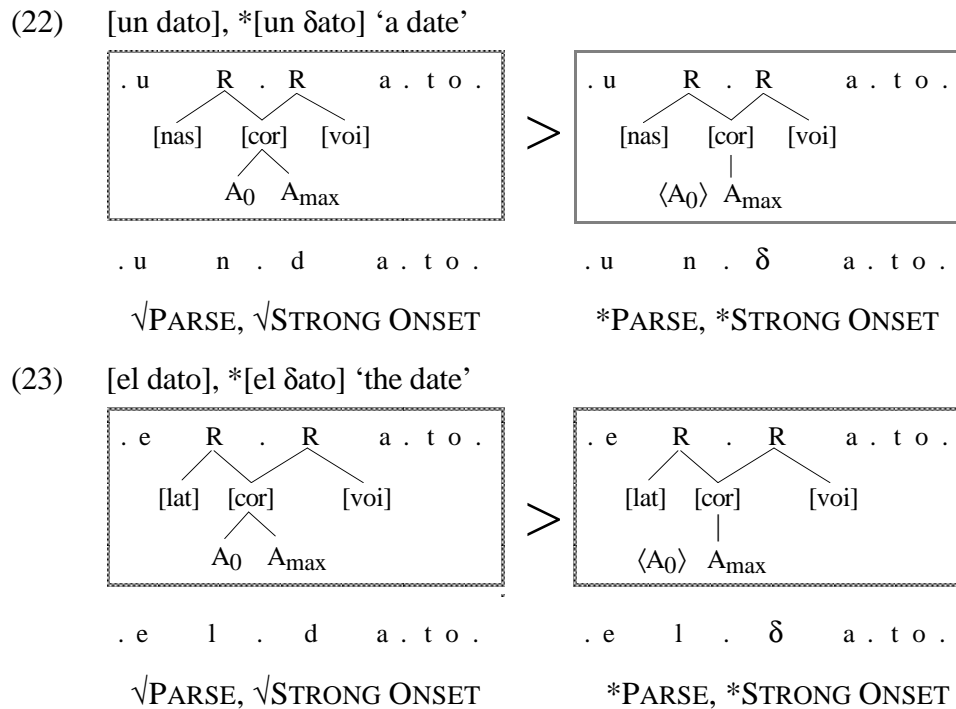 (22) [un dato], *[un δato] ‘a date’
. u R . R a . t o . . u R . R a . t o .
[nas] [cor] [voi] > [nas] [cor] [voi]
A0 Amax ⟨A0⟩ Amax
. u n . d a . t o . . u n . δ a . t o .
√PARSE, √STRONG ONSET *PARSE, *STRONG ONSET
(23) [el dato], *[el δato] ‘the date’
. e R . R a . t o . . e R . R a . t o .
[lat] [cor] [voi] > [lat] [cor] [voi]
A0 Amax ⟨A0⟩ Amax
. e l . d a . t o . . e l . δ a . t o .
√PARSE, √STRONG ONSET *PARSE, *STRONG ONSET